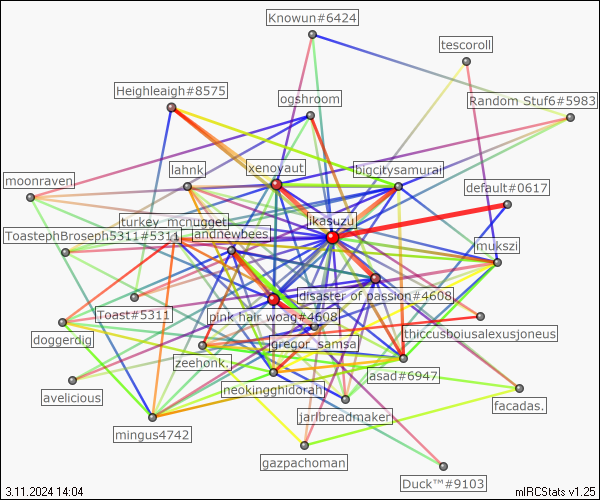 Knowun#6424
tescoroll
Heighleaigh#8575
ogshroom
Random Stuf6#5983
lahnk
xenovaut
bigcitysamurai
moonraven
default#0617
turkey_mcnugget
ikasuzu
ToastephBroseph5311#5311
andnewbees
mukszi
disaster of passion#4608
Toast#5311
pink hair woag#4608
thiccusboiusalexusjoneus
doggerdig
gregor_samsa
zeehonk.
asad#6947
avelicious
neokingghidorah
facadas.
mingus4742
jarlbreadmaker
gazpachoman
Duck™#9103
3.11.2024 14:04
mIRCStats v1.25